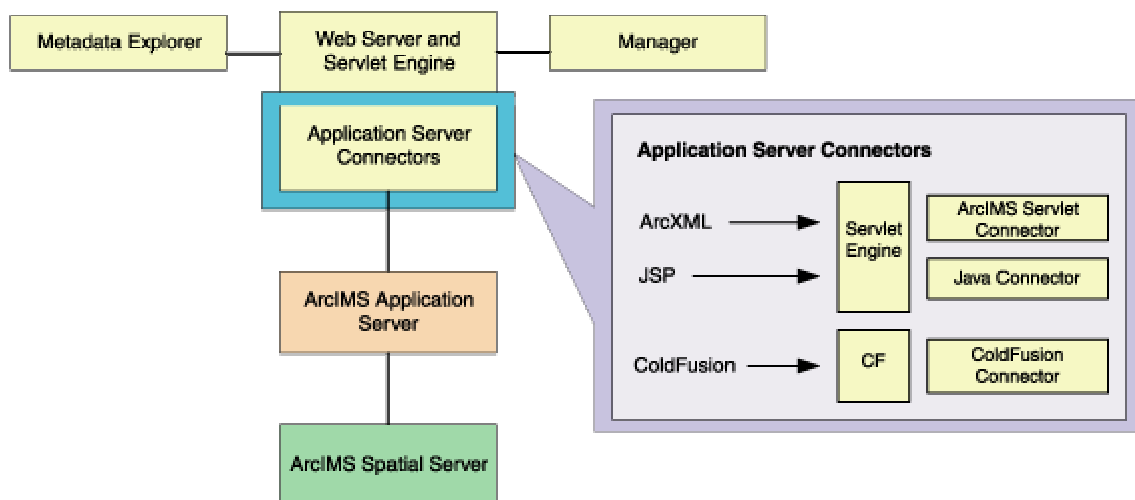 Metadata Explorer
Web Server and
Servlet Engine
Manager
Application Server
Connectors
ArcIMS Application
Server
ArcIMS Spatial Server
Application Server Connectors
ArcXML
JSP
ColdFusion
Servlet
Engine
CF
ArcIMS Servlet
Connector
Java Connector
ColdFusion
Connector